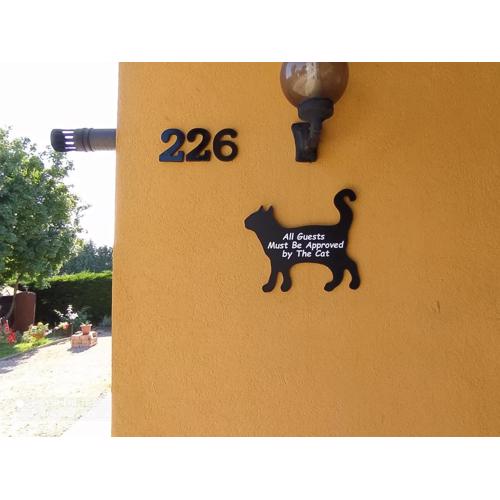 226
All Guests
Must Be Approved
by The Cat